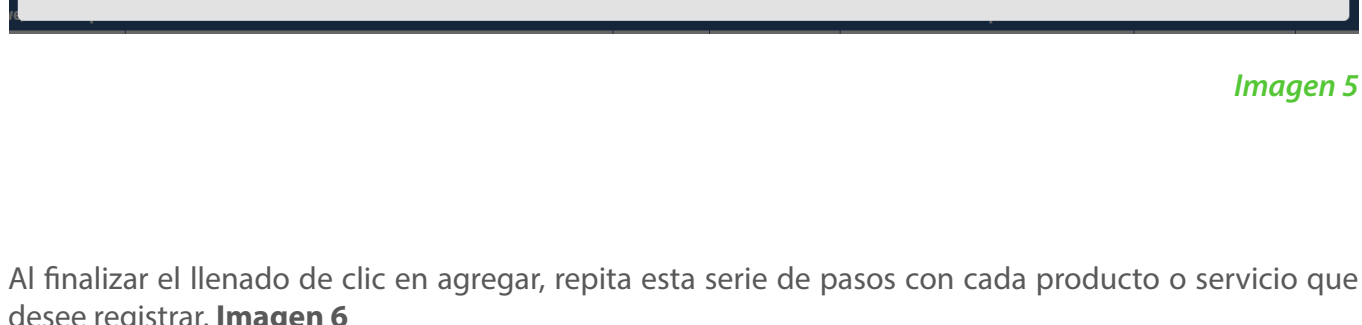 Imagen 5
Al finalizar el llenado de clic en agregar, repita esta serie de pasos con cada producto o servicio que
desee registrar. Imagen 6